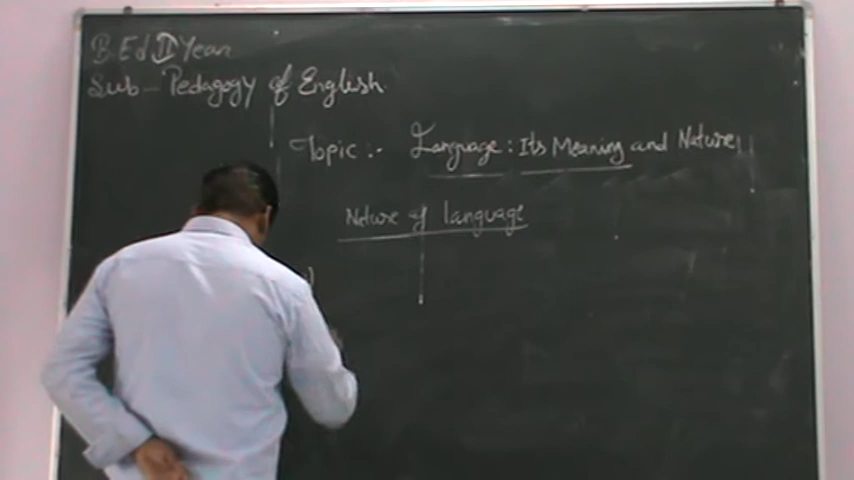 B.Ed II Year
Sub - Pedagogy of English.
Topic :- Language : Its Meaning and Nature
Nature of language